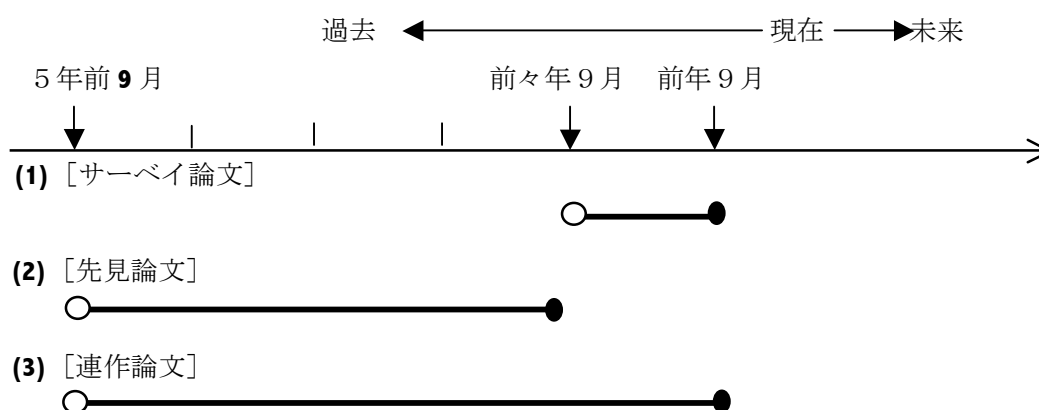 過去 現在 未来
５年前9月 前々年９月 前年９月
(1) ［サーベイ論文］
(2) ［先見論文］
(3) ［連作論文］